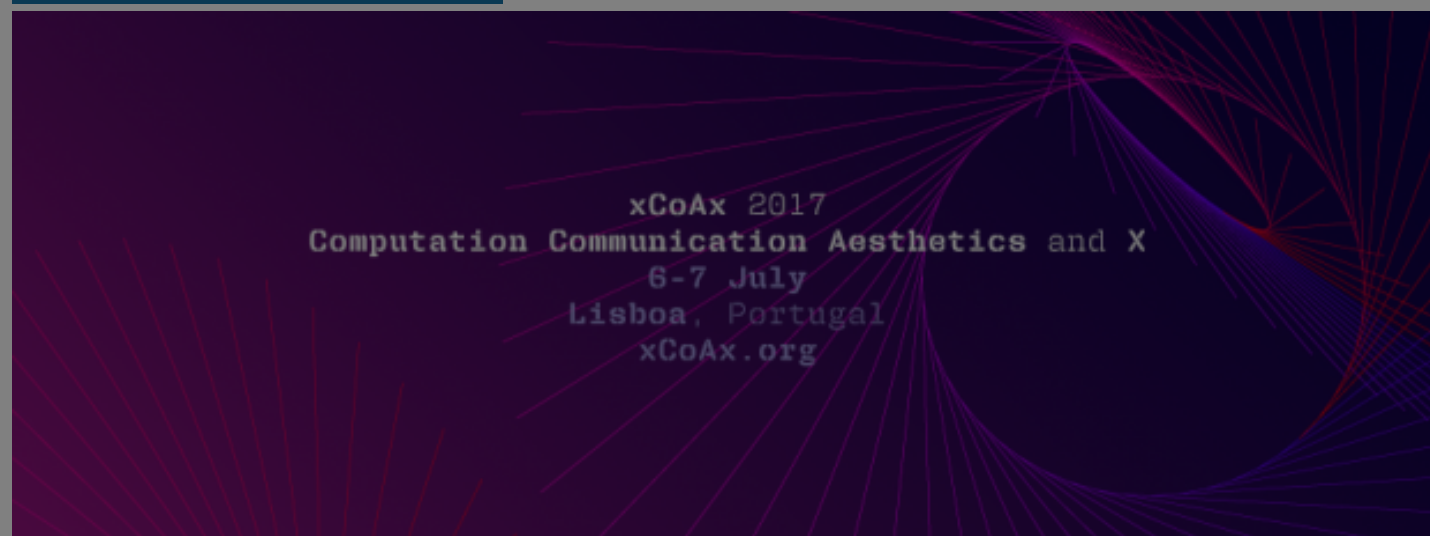 xCoAx 2017
Computation Communication Aesthetics and X
6-7 July
Lisboa, Portugal
xCoAx.org